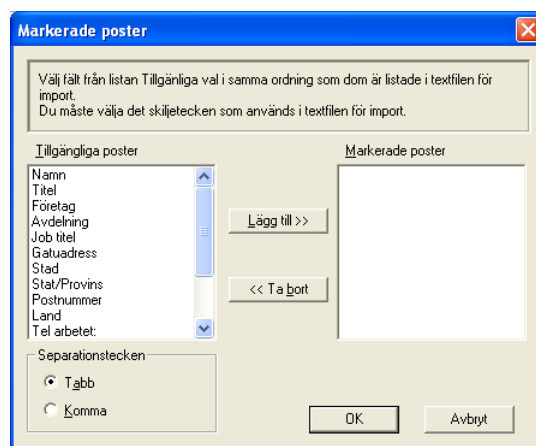 Markerade poster
Välj fält från listan Tillgänliga val i samma ordning som dom är listade i textfilen för
import.
Du måste välja det skiljetecken som används i textfilen för import.
Tillgängliga poster
Markerade poster
Namn
Titel
Företag
Avdelning
Job titel
Gatuadress
Stad
Stat/Provins
Postnummer
Land
Tel arbetet:
Lägg till >>
<< Ta bort
Separationstecken
Tabb
Komma
OK
Avbryt